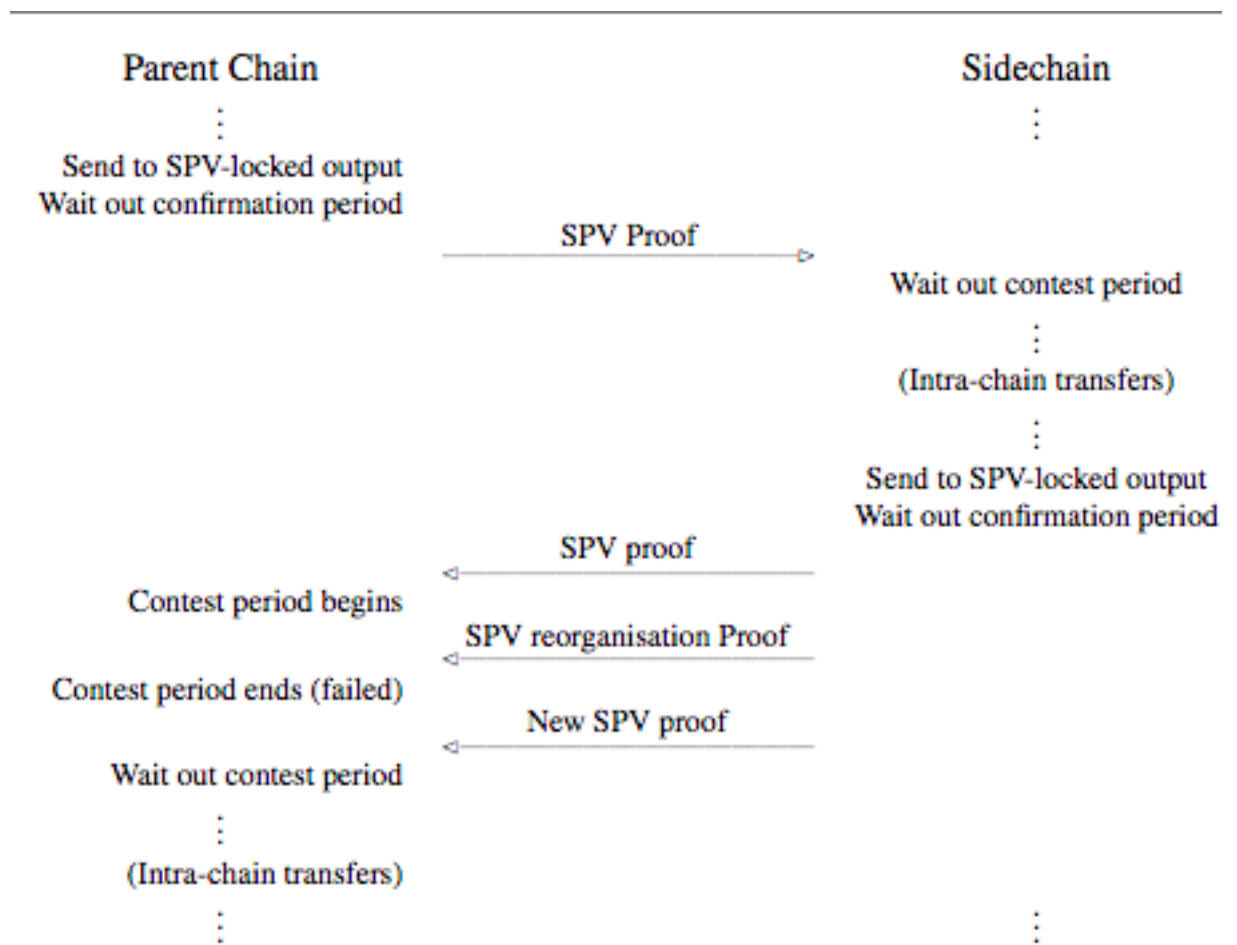 Parent Chain
Sidechain
Send to SPV-locked output
Wait out confirmation period
SPV Proof
Wait out contest period
(Intra-chain transfers)
Send to SPV-locked output
Wait out confirmation period
SPV proof
Contest period begins
SPV reorganisation Proof
Contest period ends (failed)
New SPV proof
Wait out contest period
(Intra-chain transfers)